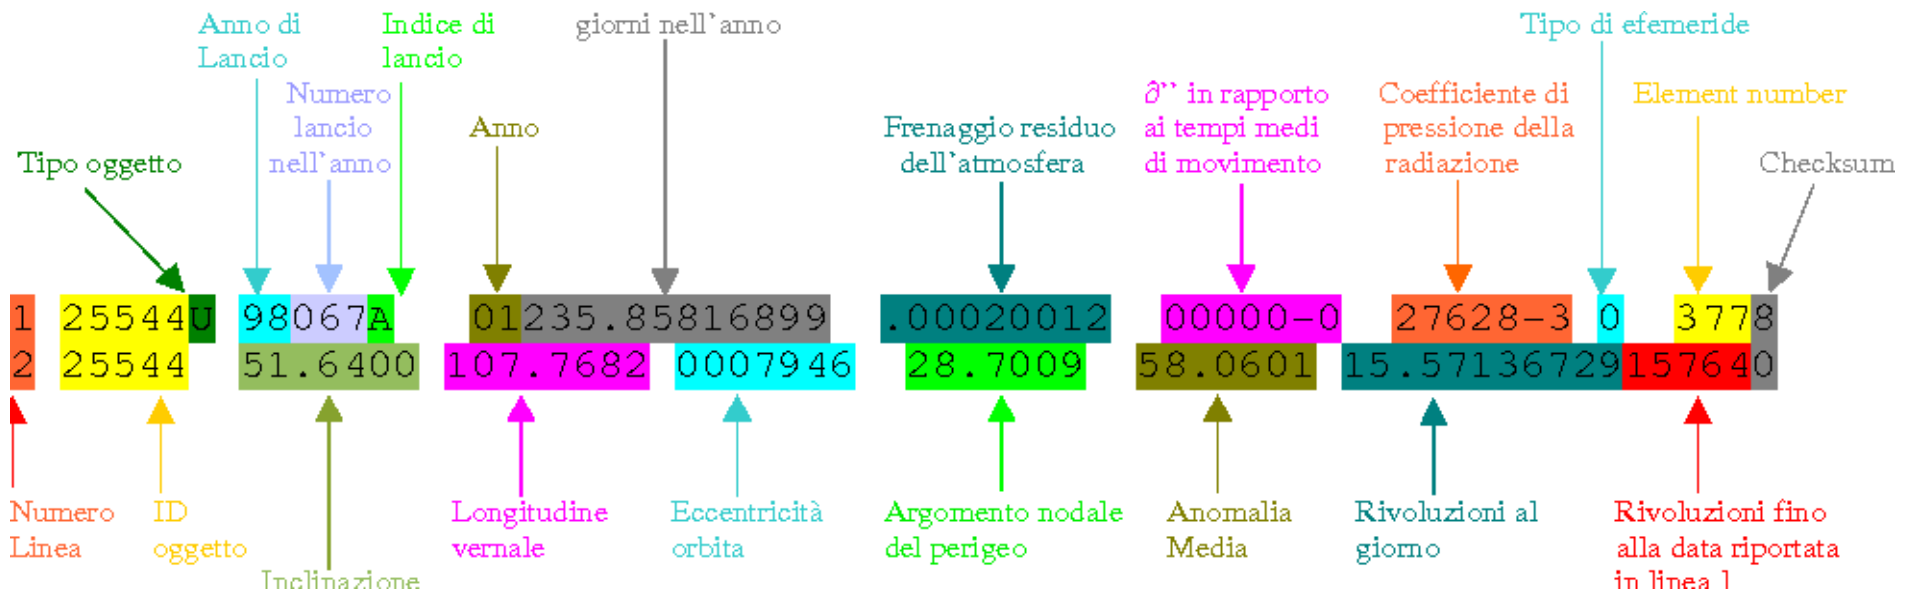 Anno di
Lancio
Indice di
lancio
giorni nell`anno
Tipo di efemeride
Numero
lancio
nell`anno
Anno
Frenaggio residuo
dell`atmosfera
∂`` in rapporto
ai tempi medi
di movimento
Coefficiente di
pressione della
radiazione
Element number
Tipo oggetto
Checksum
1 25544U 98067A 01235.85816899 .00020012 00000-0 27628-3 0 3778
2 25544 51.6400 107.7682 0007946 28.7009 58.0601 15.57136729157640
Numero
Linea
ID
oggetto
Inclinazione
Longitudine
vernale
Eccentricità
orbita
Argomento nodale
del perigeo
Anomalia
Media
Rivoluzioni al
giorno
Rivoluzioni fino
alla data riportata
in linea 1